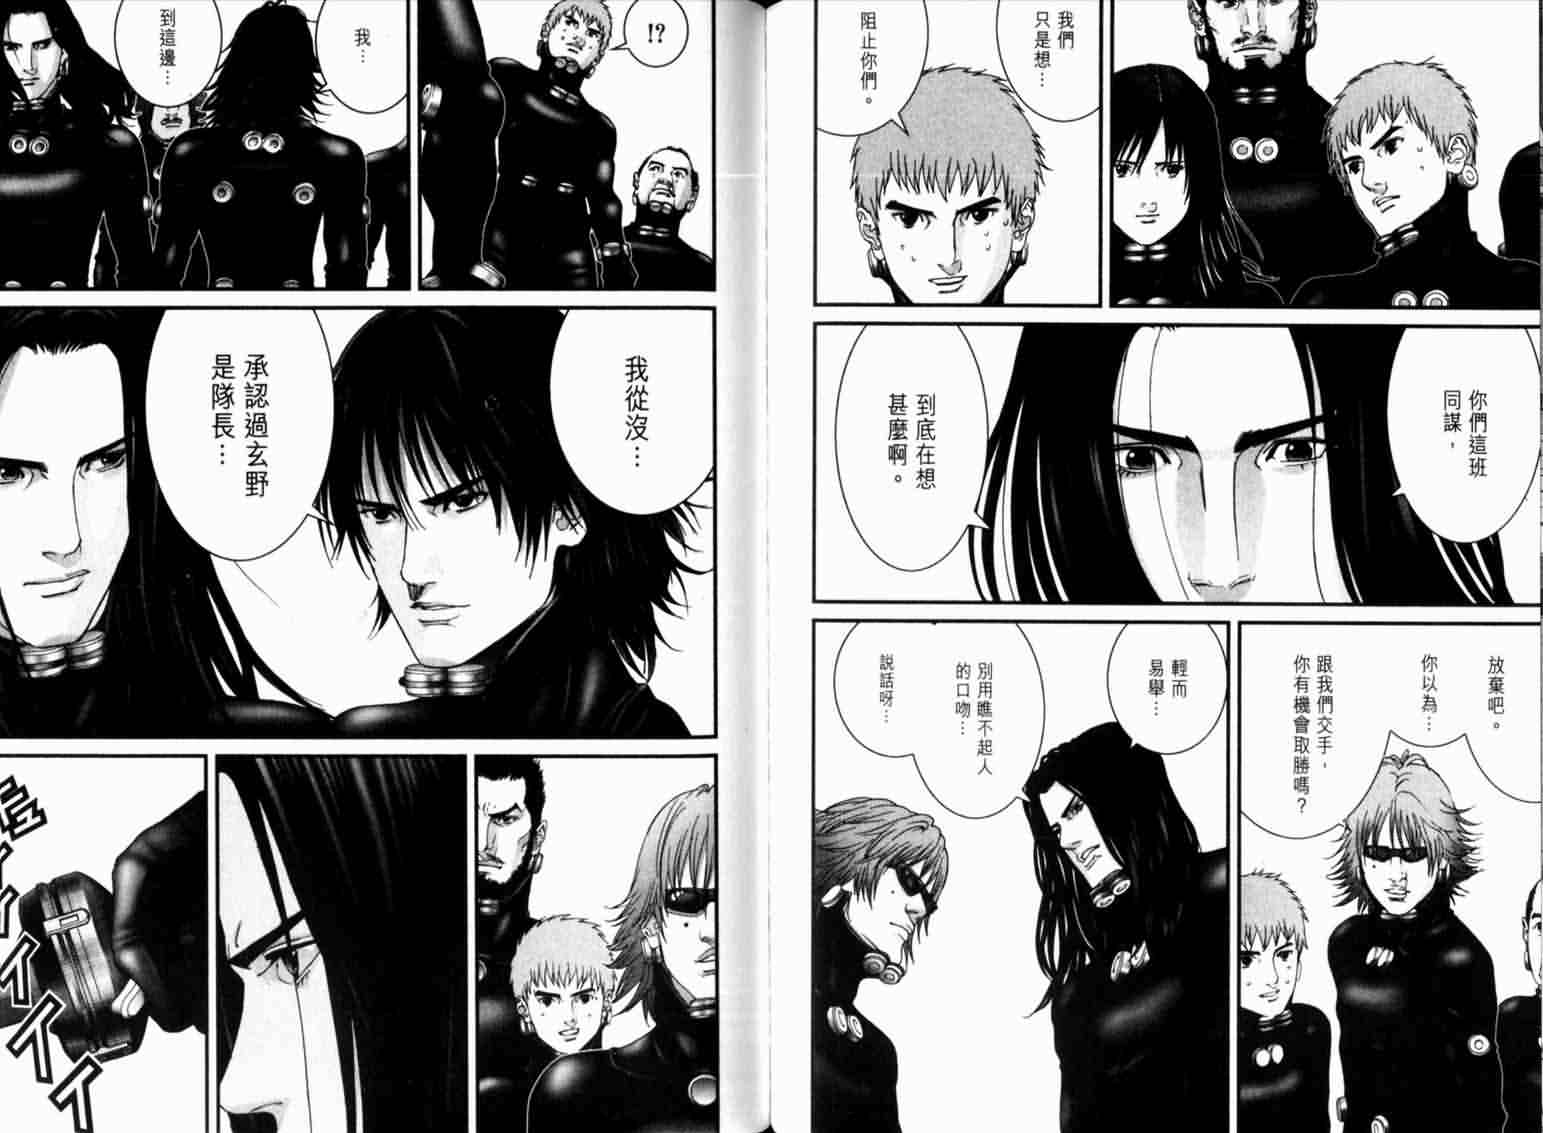 我們
只是想…
阻止你們。
你們這班
同謀，
到底在想
甚麼啊。
放棄吧。
你以為…
跟我們交手，
你有機會取勝嗎？
輕而
易舉…
別用瞧不起人
的口吻…
說話呀…
!?
我…
到這邊…
我從沒…
承認過玄野
是隊長…